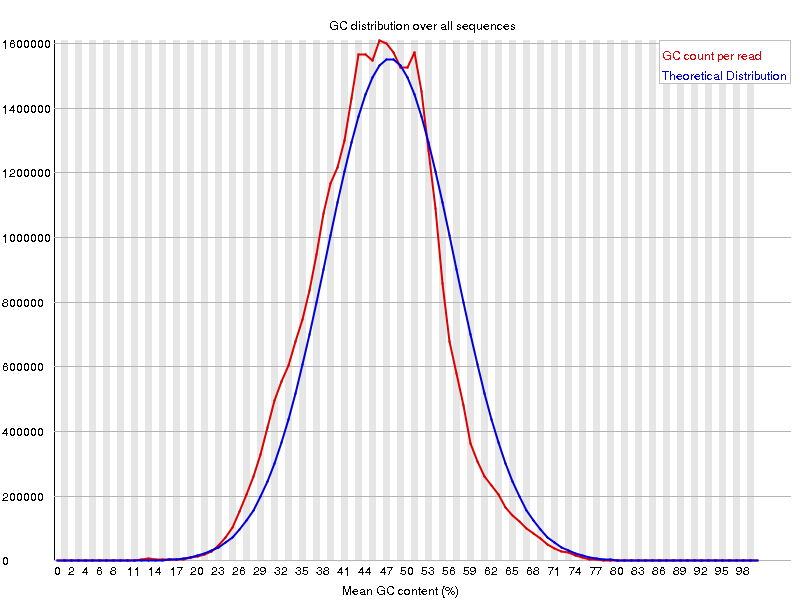 GC distribution over all sequences
1600000
1400000
1200000
1000000
800000
600000
400000
200000
0
GC count per read
Theoretical Distribution
0 2 4 6 8 11 14 17 20 23 26 29 32 35 38 41 44 47 50 53 56 59 62 65 68 71 74 77 80 83 86 89 92 95 98
Mean GC content (%)